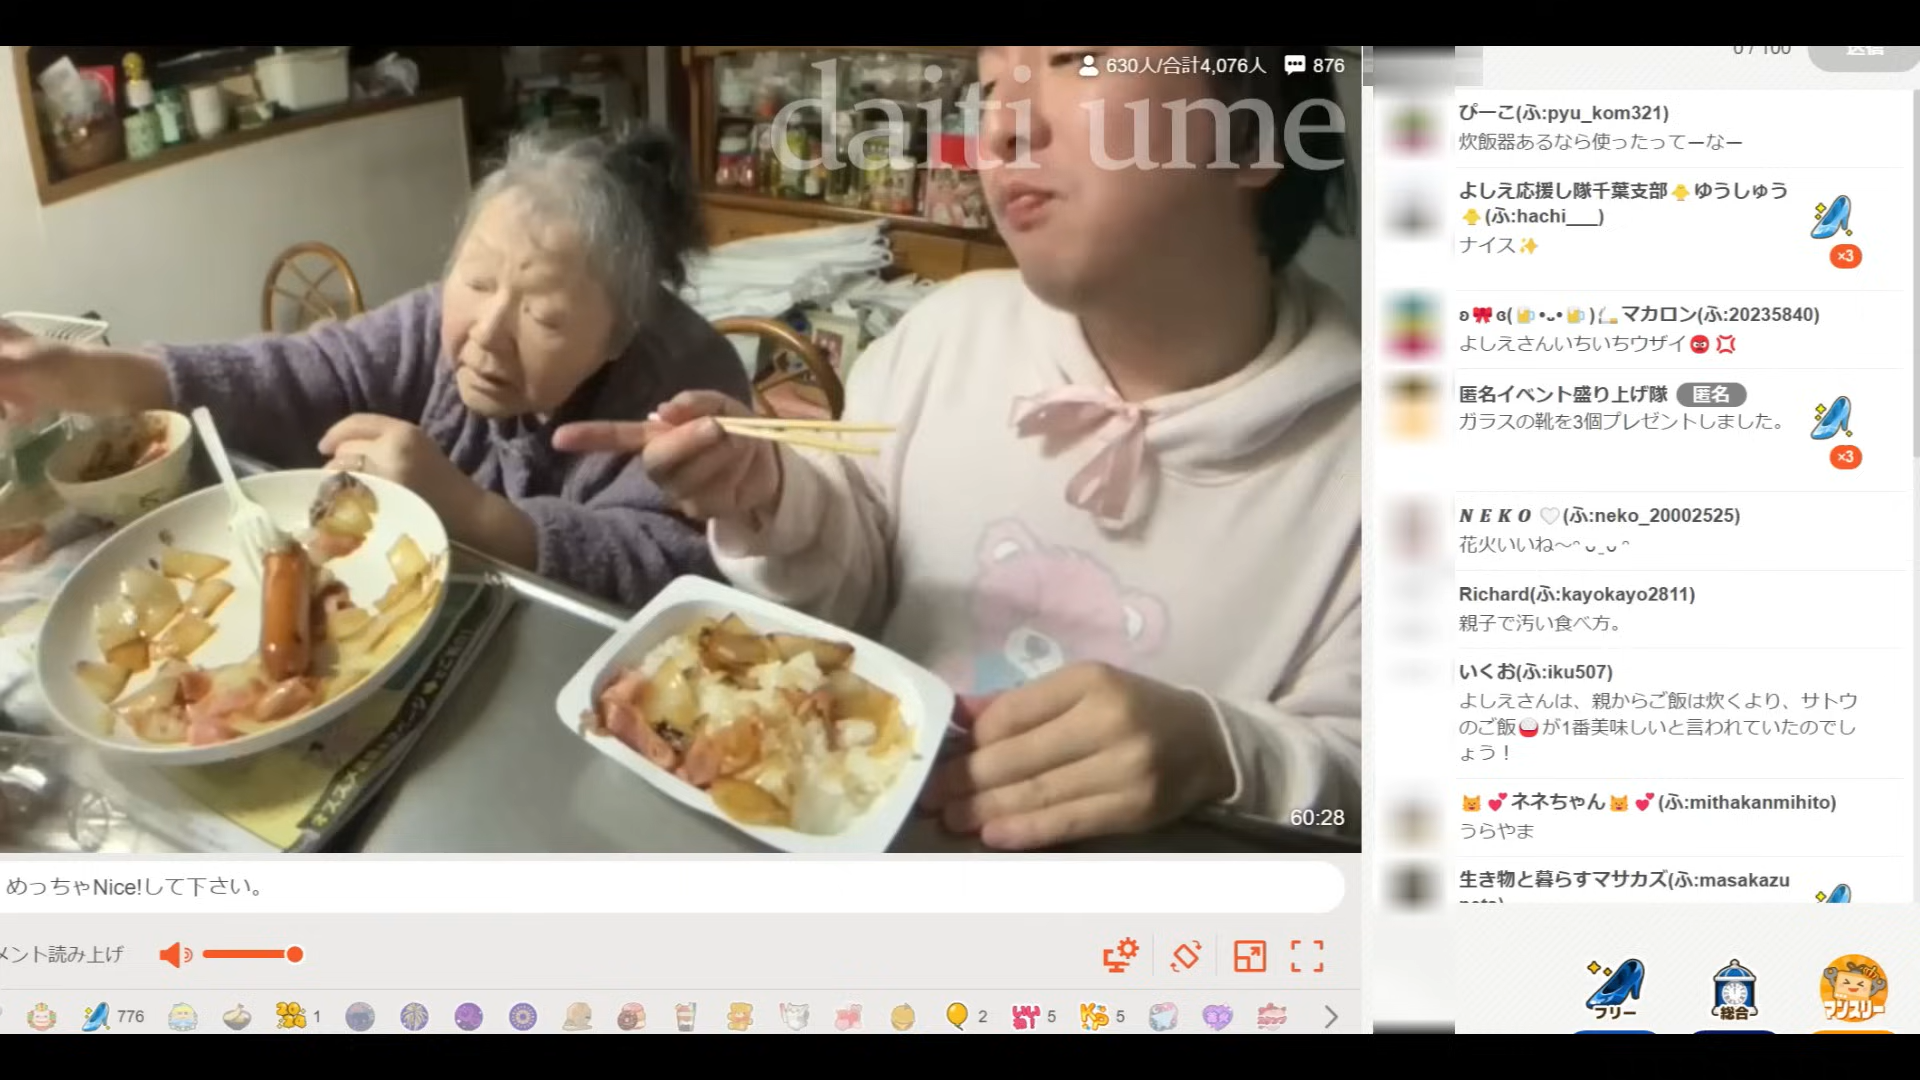 630人/合計4,076人 876
daiti ume
60:28
めっちゃNice!して下さい。
メント読み上げ
776
1
2
5
5
0 / 100
送信
ぴーこ(ふ:pyu_kom321)
炊飯器あるなら使ったってーなー
よしえ応援し隊千葉支部🐥ゆうしゅう
🐥(ふ:hachi___)
ナイス✨
×3
ʚ🎀ɞ(🍺•ᴗ•🍺)🚬マカロン(ふ:20235840)
よしえさんいちいちウザイ👿💢
匿名イベント盛り上げ隊 匿名
ガラスの靴を3個プレゼントしました。
×3
N E K O 🤍(ふ:neko_20002525)
花火いいね〜ᵔ ᴗ ̫ ᴗ ᵔ
Richard(ふ:kayokayo2811)
親子で汚い食べ方。
いくお(ふ:iku507)
よしえさんは、親からご飯は炊くより、サトウ
のご飯🍚が1番美味しいと言われていたのでし
ょう！
😸💕ネネちゃん😸💕(ふ:mithakanmihito)
うらやま
生き物と暮らすマサカズ(ふ:masakazu
フリー
総合
マンスリー